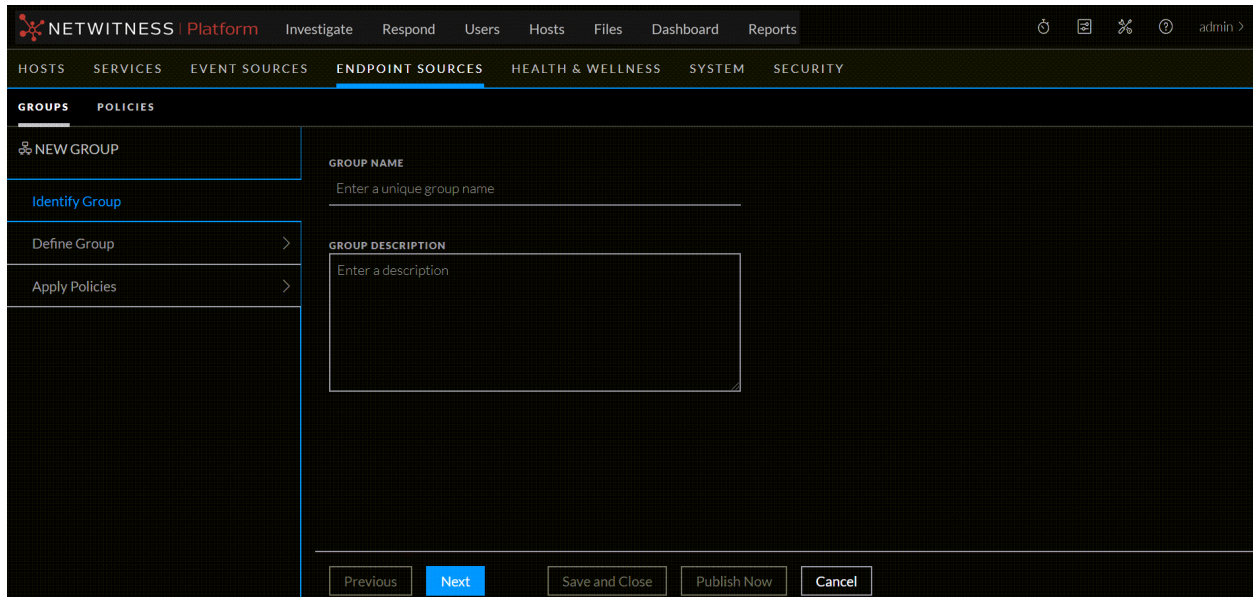 NETWITNESS | Platform Investigate Respond Users Hosts Files Dashboard Reports admin >
HOSTS SERVICES EVENT SOURCES ENDPOINT SOURCES HEALTH & WELLNESS SYSTEM SECURITY
GROUPS POLICIES
NEW GROUP
Identify Group
Define Group
Apply Policies
GROUP NAME
Enter a unique group name
GROUP DESCRIPTION
Enter a description
Previous Next Save and Close Publish Now Cancel